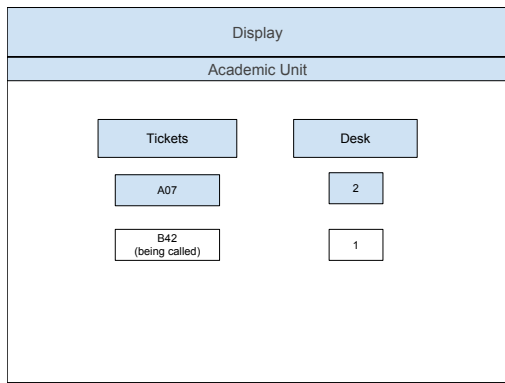 Display
Academic Unit
Tickets Desk
A07 2
B42
(being called) 1